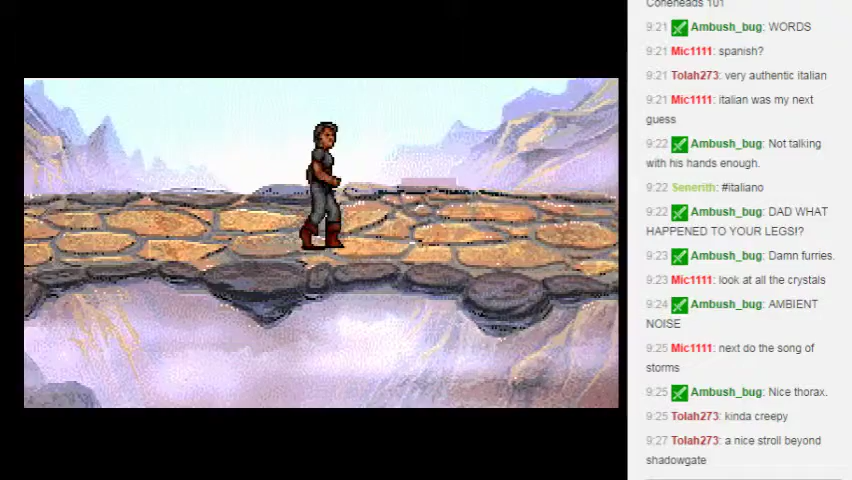 Coneheads 101
9:21 Ambush_bug: WORDS
9:21 Mic1111: spanish?
9:21 Tolah273: very authentic italian
9:21 Mic1111: italian was my next
guess
9:22 Ambush_bug: Not talking
with his hands enough.
9:22 Senerith: #italiano
9:22 Ambush_bug: DAD WHAT
HAPPENED TO YOUR LEGS!?
9:23 Ambush_bug: Damn furries.
9:23 Mic1111: look at all the crystals
9:24 Ambush_bug: AMBIENT
NOISE
9:25 Mic1111: next do the song of
storms
9:25 Ambush_bug: Nice thorax.
9:25 Tolah273: kinda creepy
9:27 Tolah273: a nice stroll beyond
shadowgate